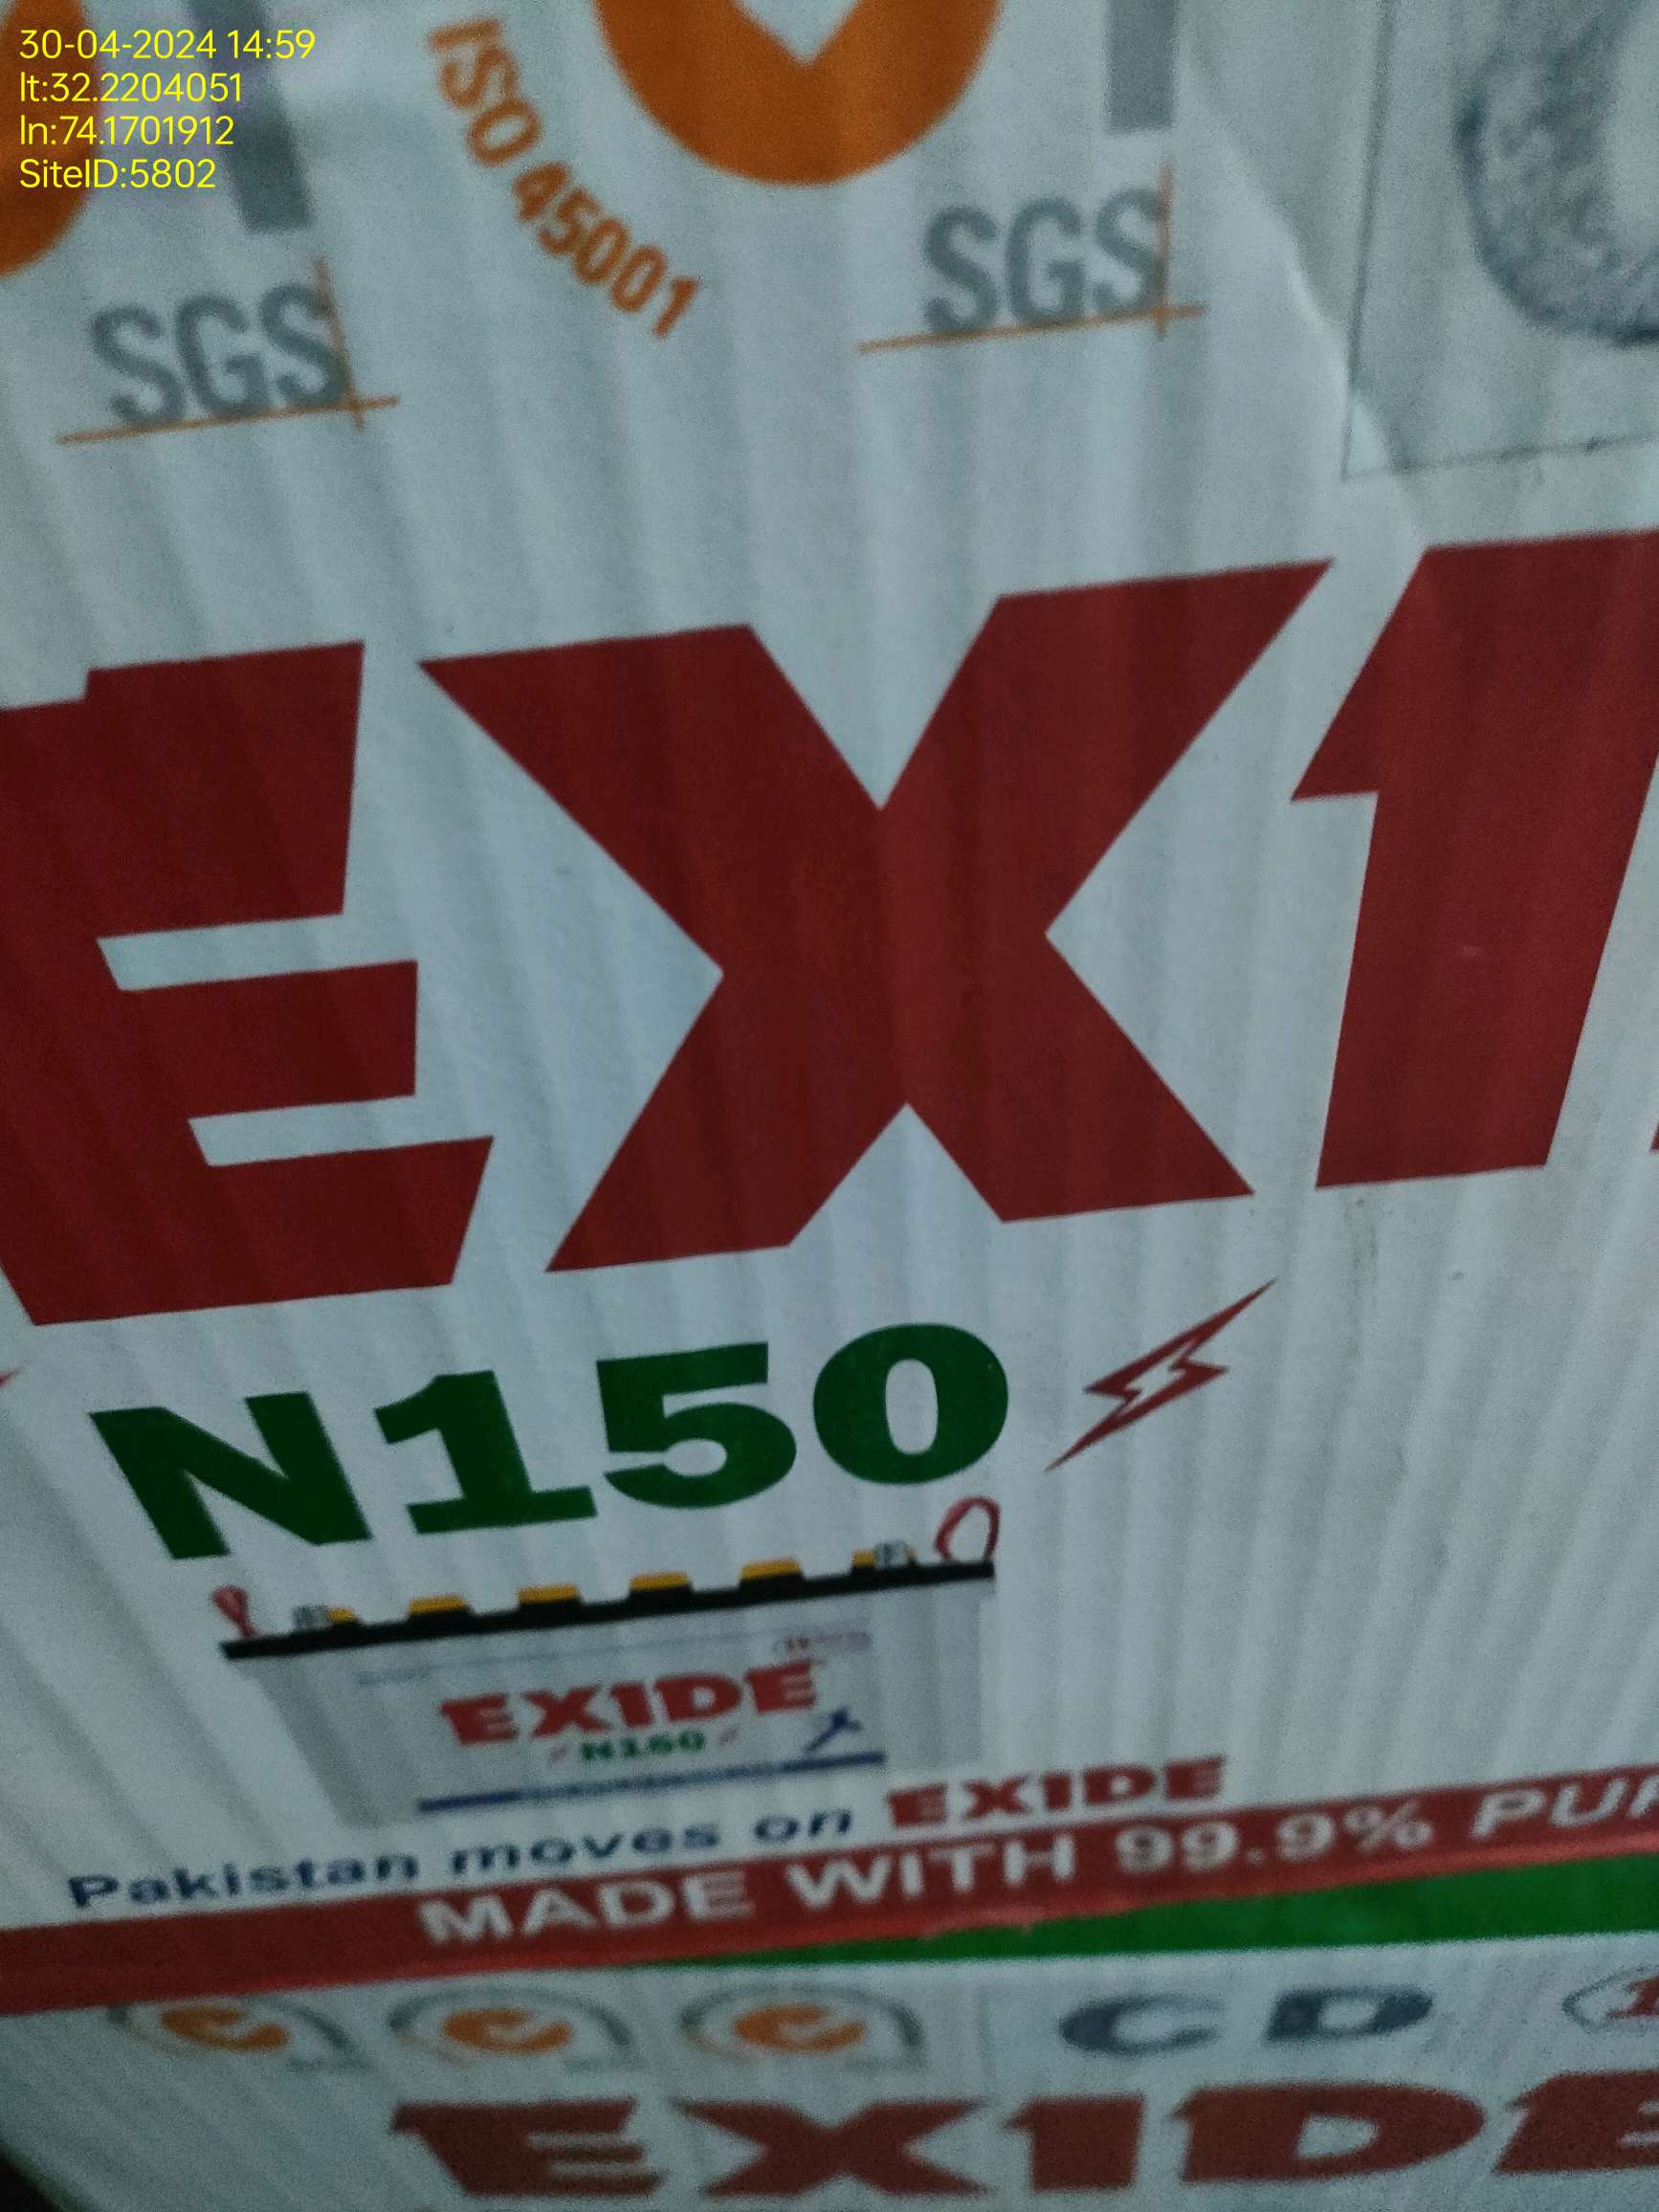 30-04-2024 14:59
lt:32.2204051
ln:74.1701912
SiteID:5802
ISO 45001
SGS
SGS
EXI
N150
EXIDE
N150
Pakistan moves on EXIDE
MADE WITH 99.9% PUR
CD
EXIDE